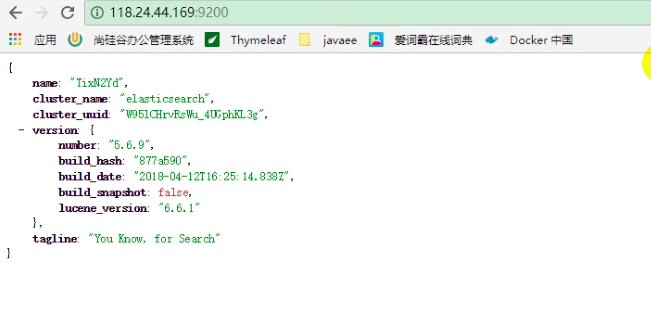 118.24.44.169:9200
应用 尚硅谷办公管理系统 Thymeleaf javaee 爱词霸在线词典 Docker 中国
{
name: "TixN2Yd",
cluster_name: "elasticsearch",
cluster_uuid: "W95lCHrvRsWu_4UGphKL3g",
- version: {
number: "5.6.9",
build_hash: "877a590",
build_date: "2018-04-12T16:25:14.838Z",
build_snapshot: false,
lucene_version: "6.6.1"
},
tagline: "You Know, for Search"
}